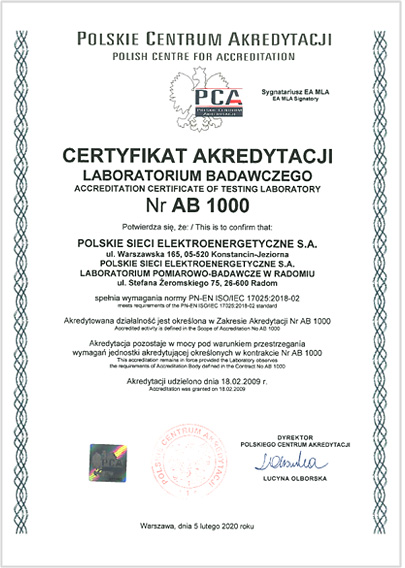 POLSKIE CENTRUM AKREDYTACJI
POLISH CENTRE FOR ACCREDITATION
PCA
POLSKIE CENTRUM
AKREDYTACJI
Sygnatariusz EA MLA
EA MLA Signatory
CERTYFIKAT AKREDYTACJI
LABORATORIUM BADAWCZEGO
ACCREDITATION CERTIFICATE OF TESTING LABORATORY
Nr AB 1000
Potwierdza się, że: / This is to confirm that:
POLSKIE SIECI ELEKTROENERGETYCZNE S.A.
ul. Warszawska 165, 05-520 Konstancin-Jeziorna
POLSKIE SIECI ELEKTROENERGETYCZNE S.A.
LABORATORIUM POMIAROWO-BADAWCZE W RADOMIU
ul. Stefana Żeromskiego 75, 26-600 Radom
spełnia wymagania normy PN-EN ISO/IEC 17025:2018-02
meets requirements of the PN-EN ISO/IEC 17025:2018-02 standard
Akredytowana działalność jest określona w Zakresie Akredytacji Nr AB 1000
Accredited activity is defined in the Scope of Accreditation No AB 1000
Akredytacja pozostaje w mocy pod warunkiem przestrzegania
wymagań jednostki akredytującej określonych w kontrakcie Nr AB 1000
This accreditation remains in force provided the Laboratory observes
the requirements of Accreditation Body defined in the Contract No AB 1000
Akredytacji udzielono dnia 18.02.2009 r.
Accreditation was granted on 18.02.2009
POLSKIE CENTRUM AKREDYTACJI
DYREKTOR
POLSKIEGO CENTRUM AKREDYTACJI
LUCYNA OLBORSKA
Warszawa, dnia 5 lutego 2020 roku